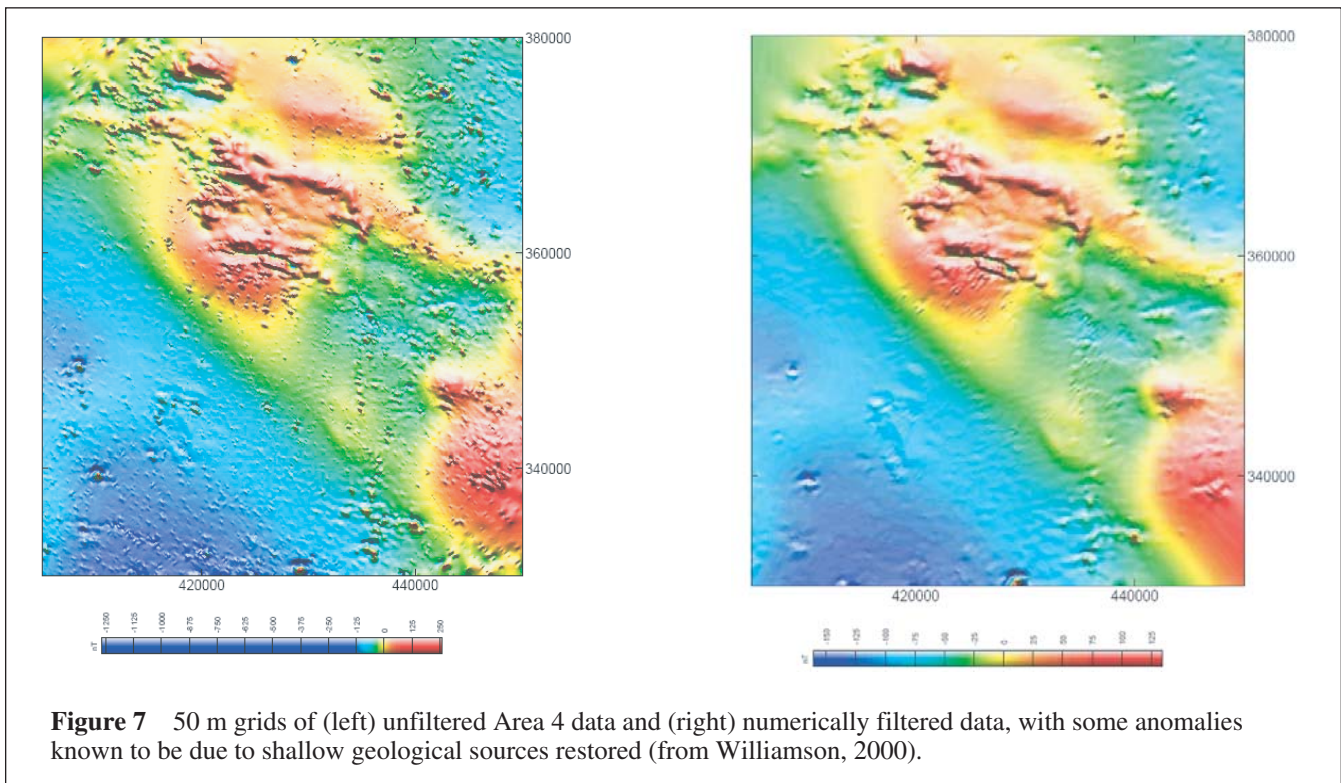 380000
360000
340000
420000 440000
nT -1250 -1125 -1000 -875 -750 -625 -500 -375 -250 -125 0 125 250
380000
360000
340000
420000 440000
nT -150 -125 -100 -75 -50 -25 0 25 50 75 100 125
Figure 7 50 m grids of (left) unfiltered Area 4 data and (right) numerically filtered data, with some anomalies
known to be due to shallow geological sources restored (from Williamson, 2000).